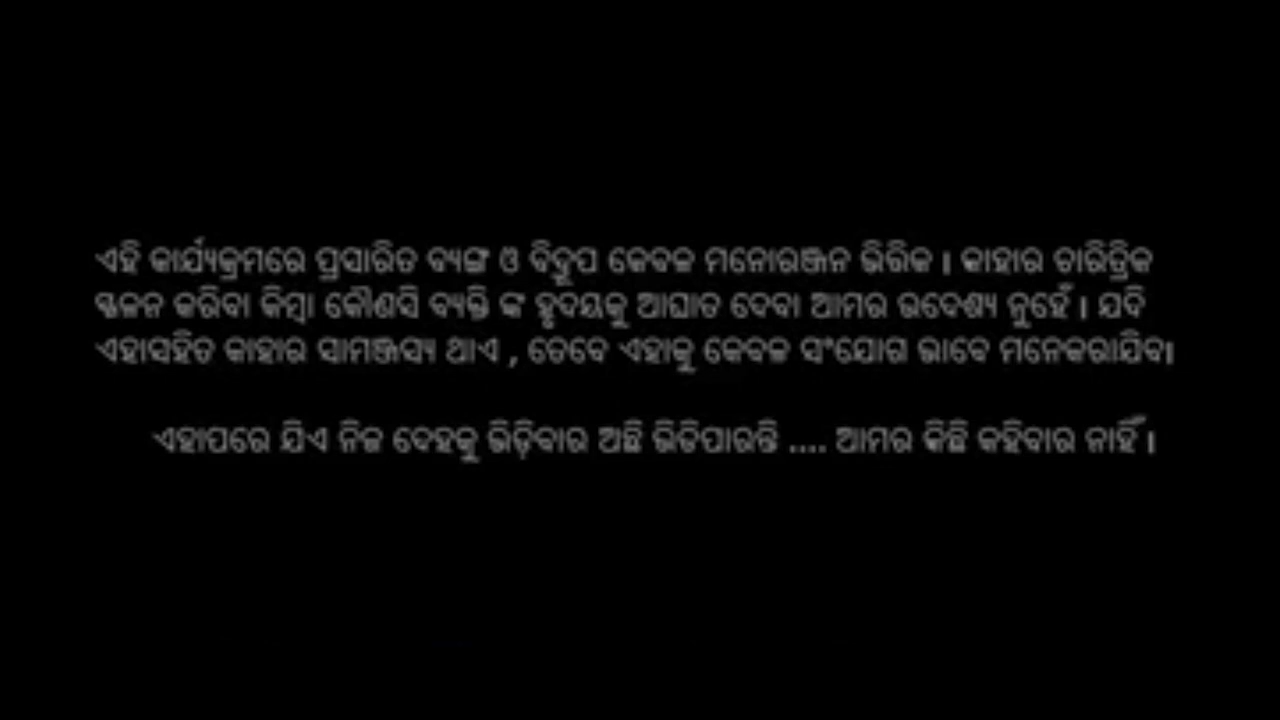 ଏହି କାର୍ଯ୍ୟକ୍ରମରେ ପ୍ରସାରିତ ବ୍ୟଙ୍ଗ ଓ ବିଦ୍ରୁପ କେବଳ ମନୋରଞ୍ଜନ ଭିତ୍ତିକ । କାହାର ଚାରିତ୍ରିକ
ସ୍ଖଳନ କରିବା କିମ୍ବା କୌଣସି ବ୍ୟକ୍ତି ଙ୍କ ହୃଦୟକୁ ଆଘାତ ଦେବା ଆମର ଉଦେଶ୍ୟ ନୁହେଁ । ଯଦି
ଏହାସହିତ କାହାର ସାମଞ୍ଜସ୍ୟ ଥାଏ , ତେବେ ଏହାକୁ କେବଳ ସଂଯୋଗ ଭାବେ ମନେକରାଯିବ।
ଏହାପରେ ଯିଏ ନିଜ ଦେହକୁ ଭିଡ଼ିବାର ଅଛି ଭିଡିପାରନ୍ତି .... ଆମର କିଛି କହିବାର ନାହିଁ ।